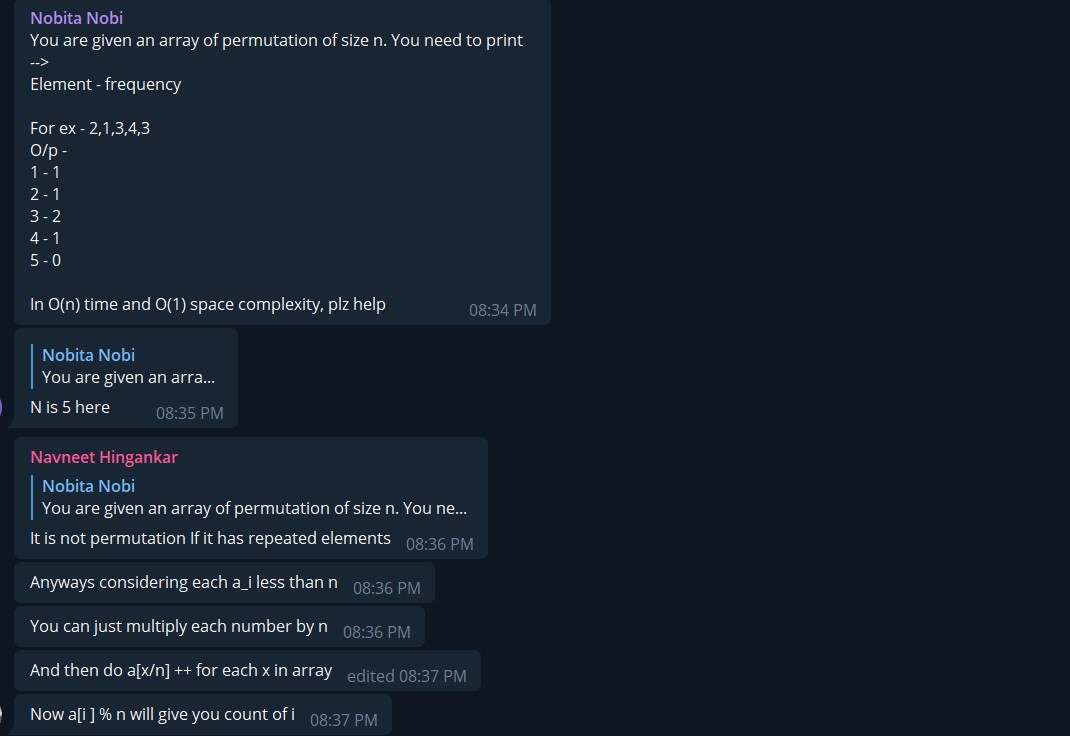 Nobita Nobi
You are given an array of permutation of size n. You need to print
-->
Element - frequency
For ex - 2,1,3,4,3
O/p -
1 - 1
2 - 1
3 - 2
4 - 1
5 - 0
In O(n) time and O(1) space complexity, plz help 08:34 PM
Nobita Nobi
You are given an arra...
N is 5 here 08:35 PM
Navneet Hingankar
Nobita Nobi
You are given an array of permutation of size n. You ne...
It is not permutation If it has repeated elements 08:36 PM
Anyways considering each a_i less than n 08:36 PM
You can just multiply each number by n 08:36 PM
And then do a[x/n] ++ for each x in array edited 08:37 PM
Now a[i ] % n will give you count of i 08:37 PM